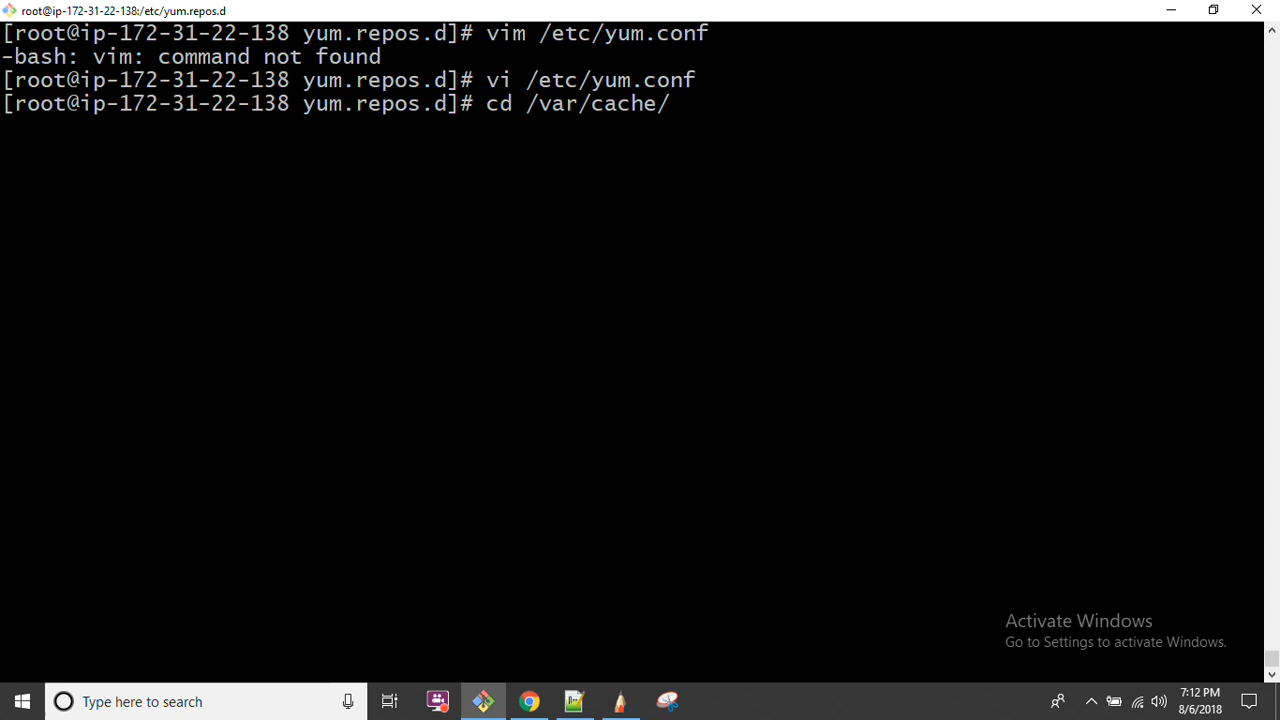 root@ip-172-31-22-138:/etc/yum.repos.d
[root@ip-172-31-22-138 yum.repos.d]# vim /etc/yum.conf
-bash: vim: command not found
[root@ip-172-31-22-138 yum.repos.d]# vi /etc/yum.conf
[root@ip-172-31-22-138 yum.repos.d]# cd /var/cache/
Activate Windows
Go to Settings to activate Windows.
Type here to search
7:12 PM
8/6/2018